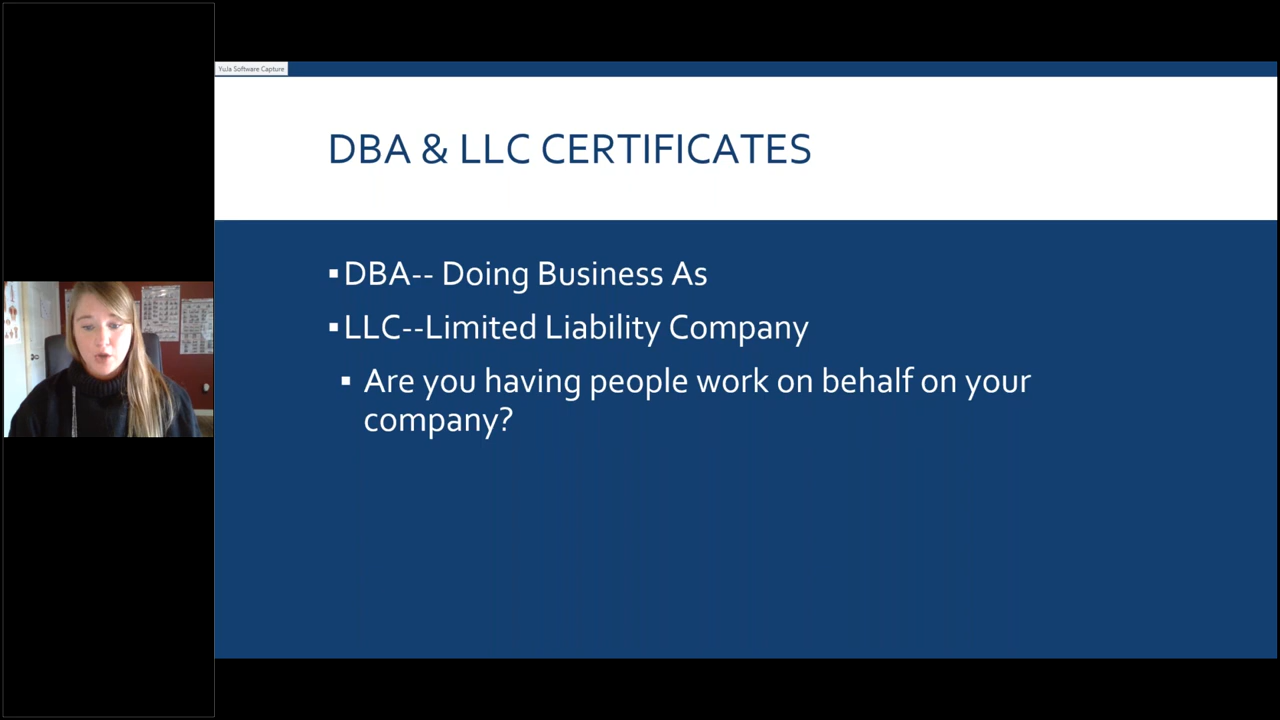 YuJa Software Capture
DBA & LLC CERTIFICATES
▪DBA-- Doing Business As
▪LLC--Limited Liability Company
▪ Are you having people work on behalf on your
company?